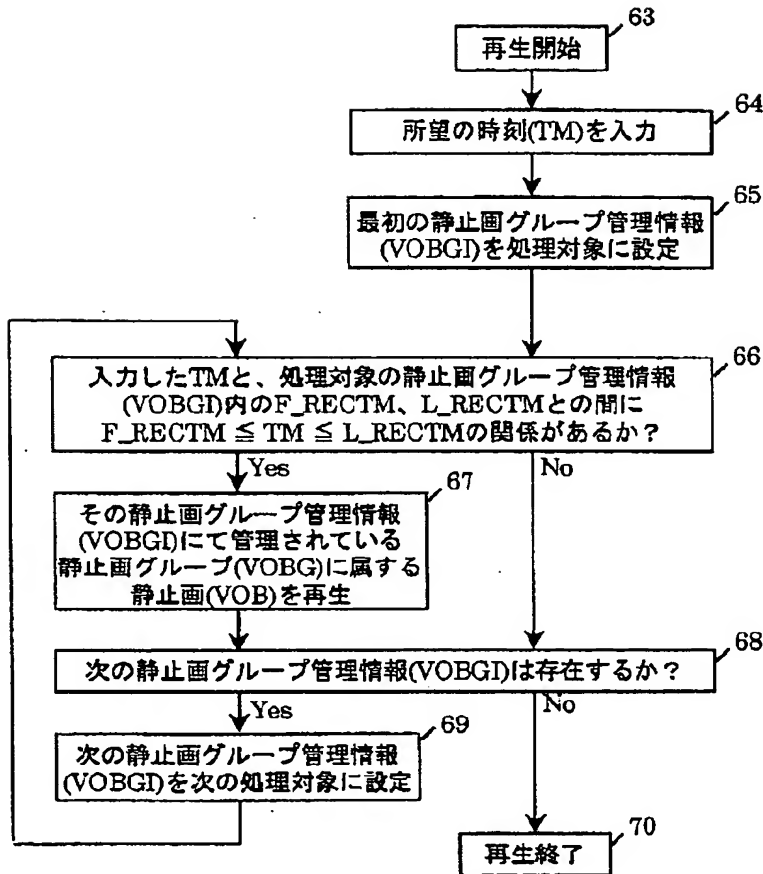 63
再生開始
64
所望の時刻(TM)を入力
65
最初の静止画グループ管理情報
(VOBGI)を処理対象に設定
66
入力したTMと、処理対象の静止画グループ管理情報
(VOBGI)内のF_RECTM、L_RECTMとの間に
F_RECTM ≦ TM ≦ L_RECTMの関係があるか？
Yes
No
67
その静止画グループ管理情報
(VOBGI)にて管理されている
静止画グループ(VOBG)に属する
静止画(VOB)を再生
68
次の静止画グループ管理情報(VOBGI)は存在するか？
Yes
No
69
次の静止画グループ管理情報
(VOBGI)を次の処理対象に設定
70
再生終了